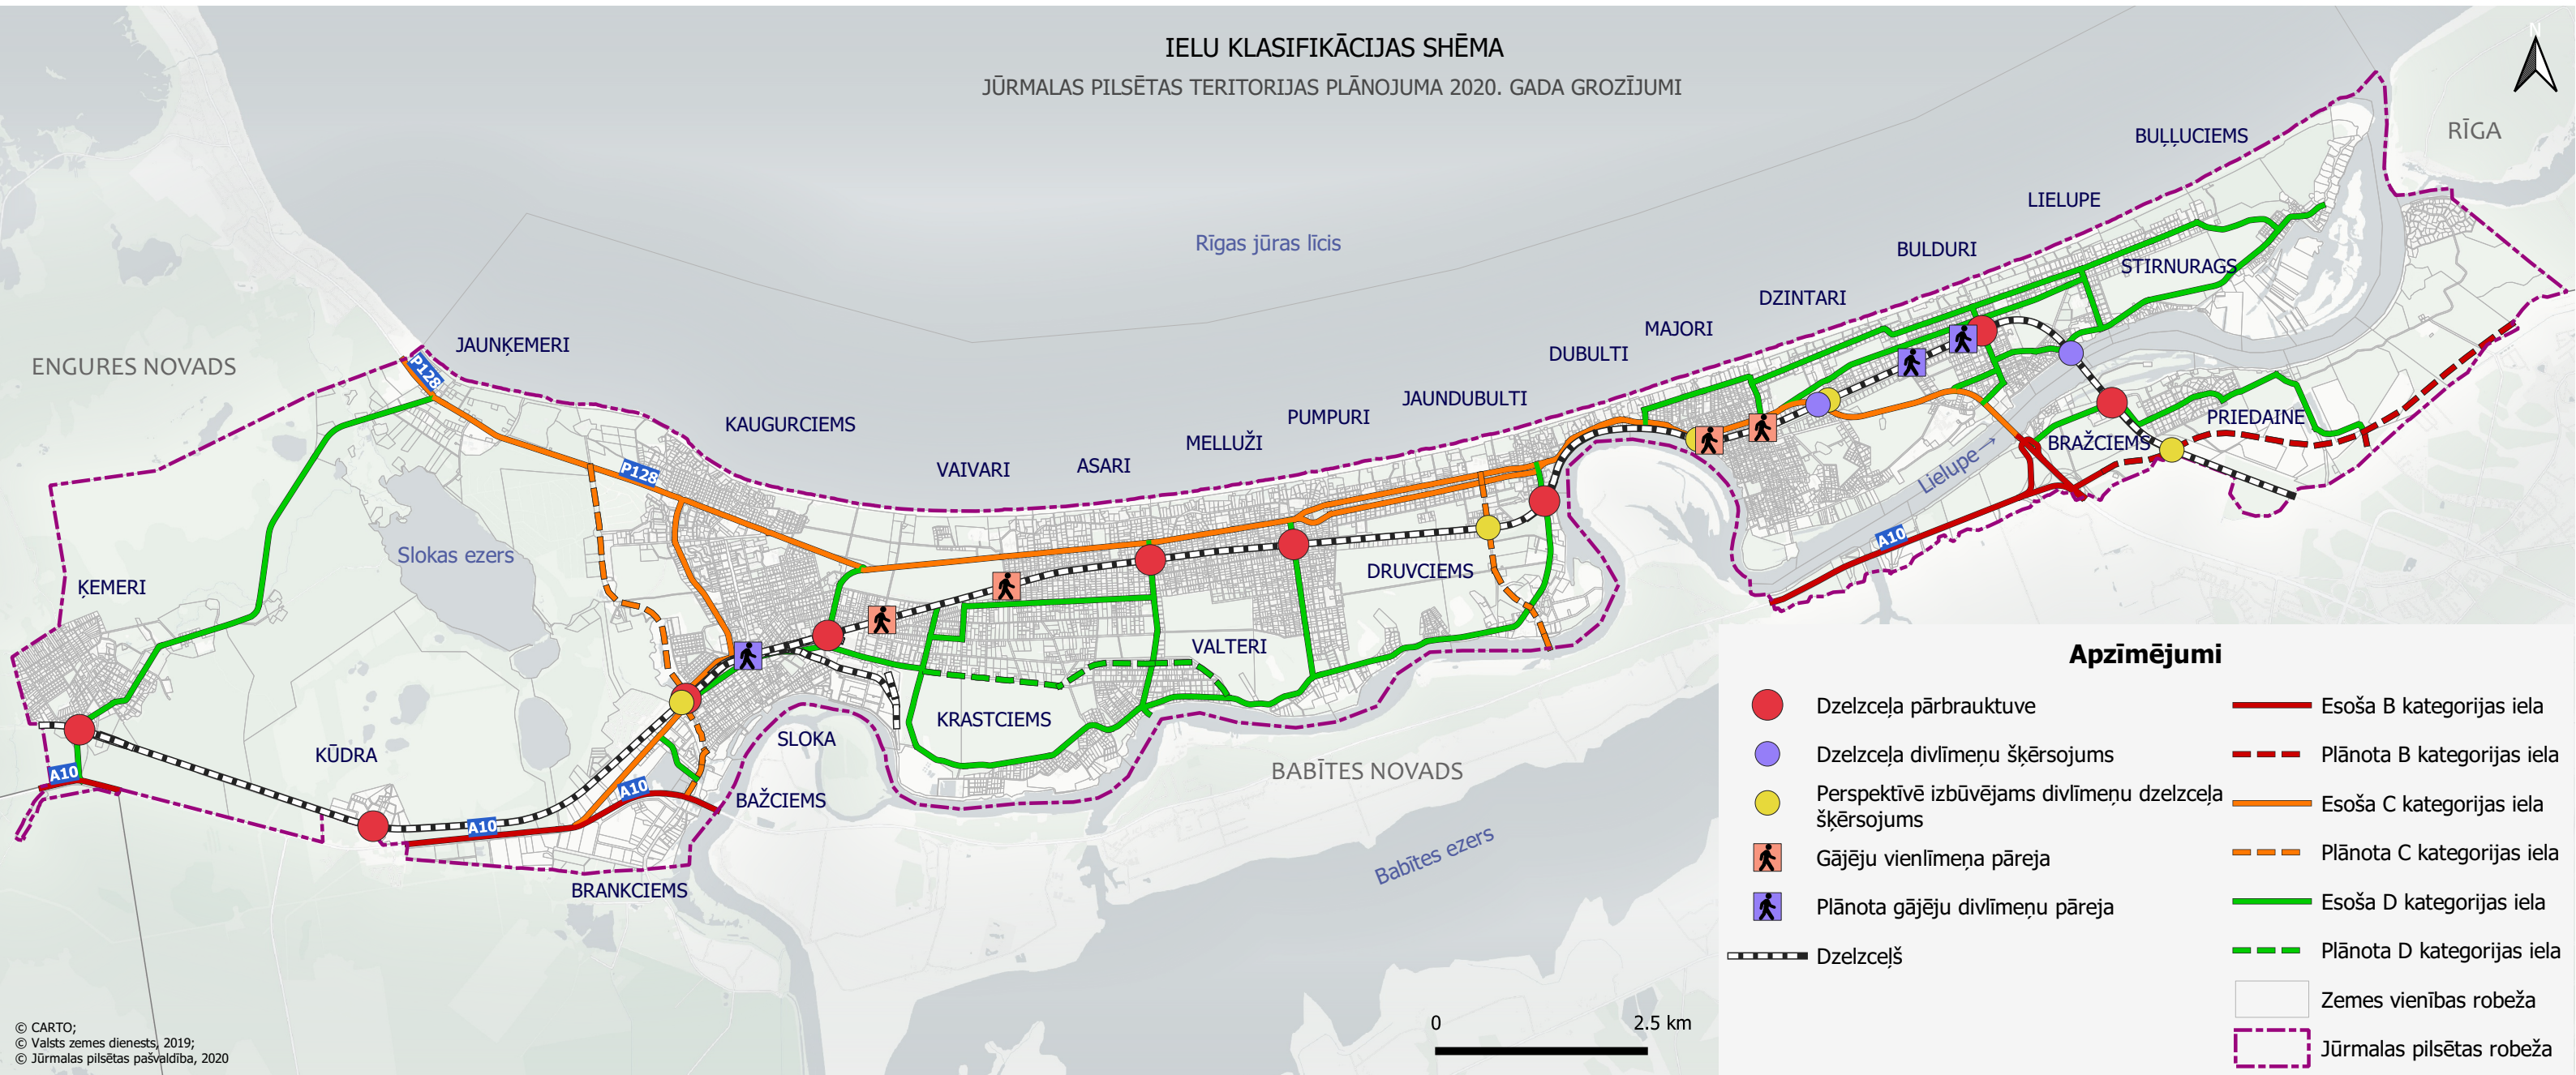 IELU KLASIFIKĀCIJAS SHĒMA
JŪRMALAS PILSĒTAS TERITORIJAS PLĀNOJUMA 2020. GADA GROZĪJUMI
N
RĪGA
BUĻĻUCIEMS
LIELUPE
BULDURI
STIRNURAGS
DZINTARI
MAJORI
DUBULTI
JAUNDUBULTI
PUMPURI
MELLUŽI
ASARI
VAIVARI
KAUGURCIEMS
JAUNĶEMERI
ENGURES NOVADS
Rīgas jūras līcis
P128
P128
Slokas ezers
ĶEMERI
PRIEDAINE
BRAŽCIEMS
Lielupe →
A10
DRUVCIEMS
VALTERI
KRASTCIEMS
SLOKA
KŪDRA
A10
A10
A10
BAŽCIEMS
BRANKCIEMS
BABĪTES NOVADS
Babītes ezers
Apzīmējumi
Dzelzceļa pārbrauktuve
Dzelzceļa divlīmeņu šķērsojums
Perspektīvē izbūvējams divlīmeņu dzelzceļa
šķērsojums
Gājēju vienlīmeņa pāreja
Plānota gājēju divlīmeņu pāreja
Dzelzceļš
Esoša B kategorijas iela
Plānota B kategorijas iela
Esoša C kategorijas iela
Plānota C kategorijas iela
Esoša D kategorijas iela
Plānota D kategorijas iela
Zemes vienības robeža
Jūrmalas pilsētas robeža
0 2.5 km
© CARTO;
© Valsts zemes dienests, 2019;
© Jūrmalas pilsētas pašvaldība, 2020